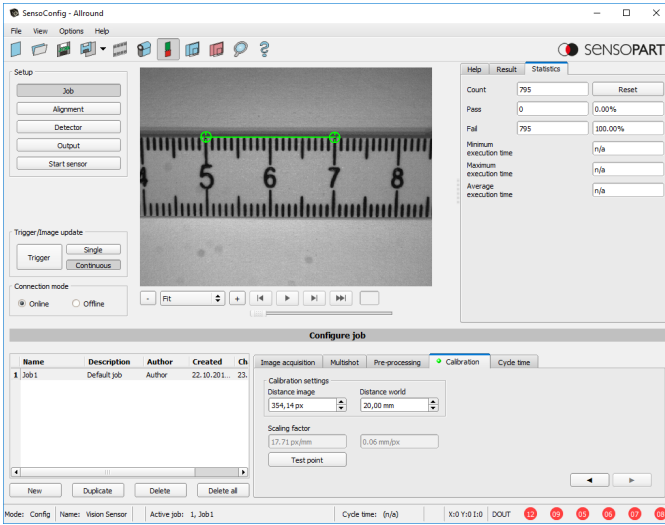 SensoConfig - Allround
File View Options Help
SENSOPART
Setup
Job
Alignment
Detector
Output
Start sensor
Trigger/Image update
Trigger
Single
Continuous
Connection mode
Online Offline
5 6 7 8
- Fit +
Help Result Statistics
Count 795 Reset
Pass 0 0.00%
Fail 795 100.00%
Minimum
execution time n/a
Maximum
execution time n/a
Average
execution time n/a
Configure job
Name Description Author Created Ch
1 Job1 Default job Author 22.10.201... 23.
New Duplicate Delete Delete all
Image acquisition Multishot Pre-processing Calibration Cycle time
Calibration settings
Distance image Distance world
354,14 px 20,00 mm
Scaling factor
17.71 px/mm 0.06 mm/px
Test point
Mode: Config Name: Vision Sensor Active job: 1, Job1 Cycle time: (n/a) X:0 Y:0 I:0 DOUT 12 09 05 06 07 08